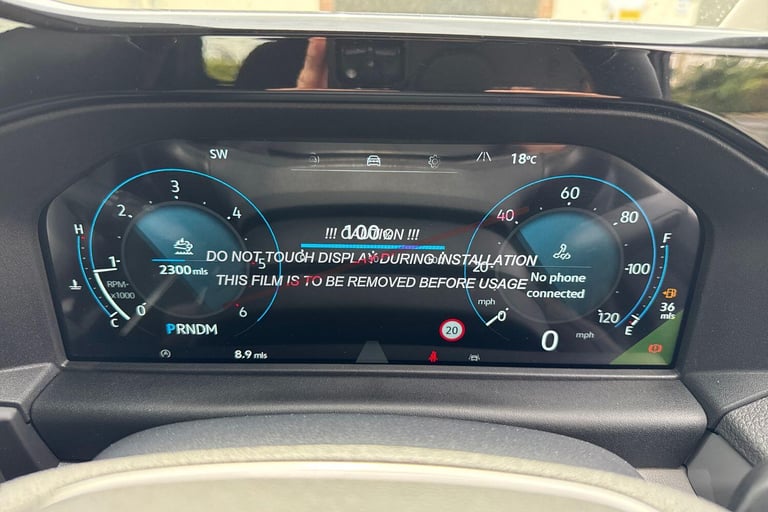 SW
18°c
3
2
4
60
40
80
H
F
!!! CAUTION !!!
100%
DO NOT TOUCH DISPLAY DURING INSTALLATION
2300 mls
5
20
No phone
connected
100
1
RPM
x1000
THIS FILM IS TO BE REMOVED BEFORE USAGE
mph
36
mls
0
6
0
120
C
E
PRNDM
20
0 mph
8.9 mls